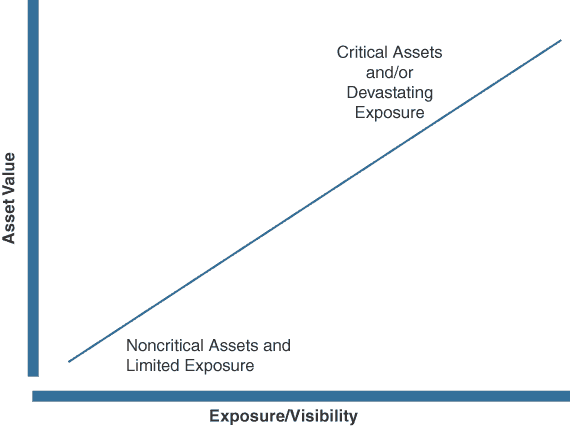 Critical Assets
and/or
Devastating
Exposure
Asset Value
Noncritical Assets and
Limited Exposure
Exposure/Visibility